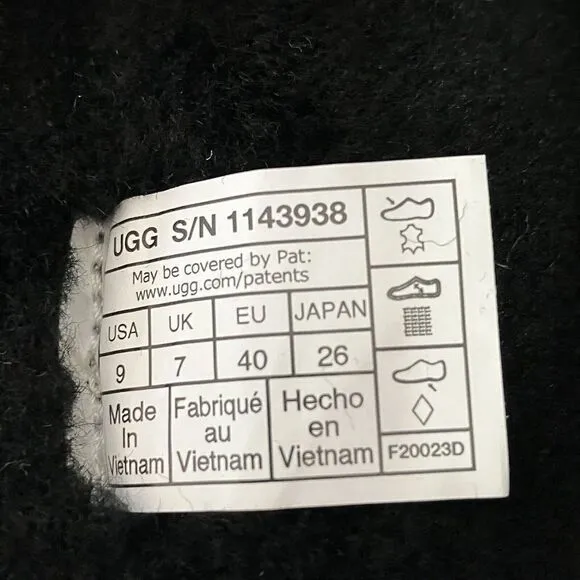 UGG S/N 1143938
May be covered by Pat:
www.ugg.com/patents
USA UK EU JAPAN
9 7 40 26
Made In Vietnam
Fabriqué au Vietnam
Hecho en Vietnam
F20023D